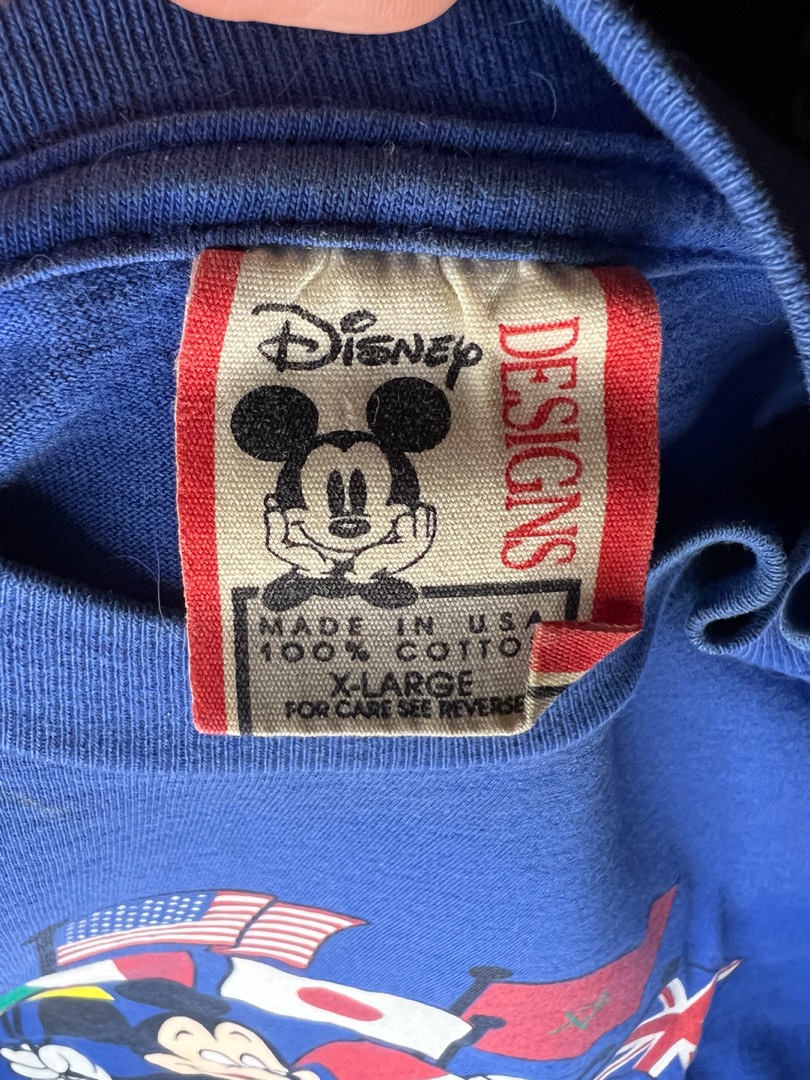 Disney
DESIGNS
MADE IN USA
100% COTTO
X-LARGE
FOR CARE SEE REVERSE